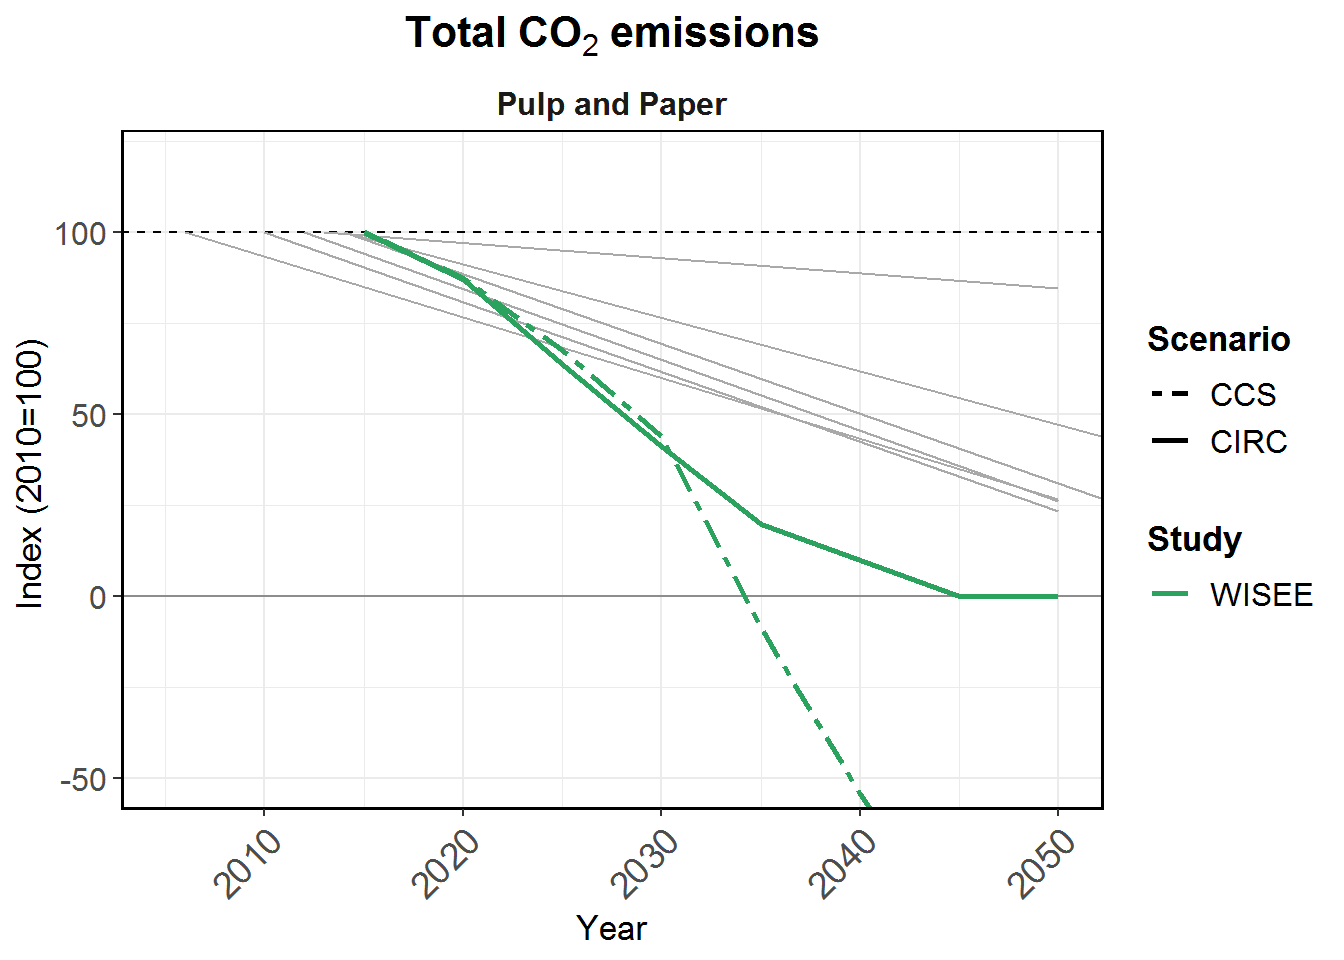 Total CO₂ emissions
Pulp and Paper
100
50
0
-50
Index (2010=100)
2010
2020
2030
2040
2050
Year
Scenario
CCS
CIRC
Study
WISEE